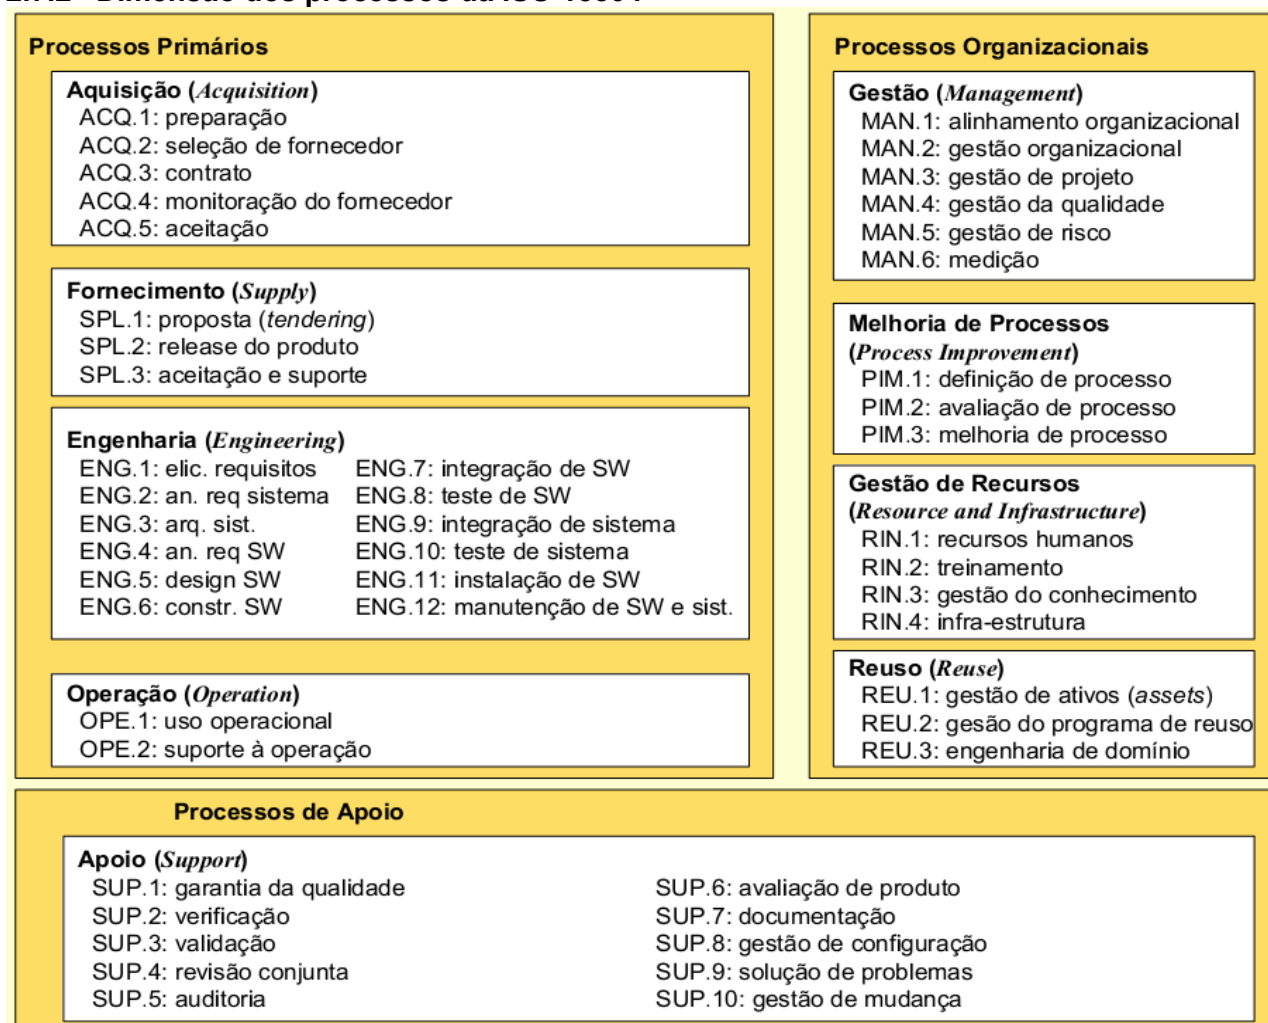 Processos Primários
Aquisição (Acquisition)
ACQ.1: preparação
ACQ.2: seleção de fornecedor
ACQ.3: contrato
ACQ.4: monitoração do fornecedor
ACQ.5: aceitação
Fornecimento (Supply)
SPL.1: proposta (tendering)
SPL.2: release do produto
SPL.3: aceitação e suporte
Engenharia (Engineering)
ENG.1: elic. requisitos
ENG.2: an. req sistema
ENG.3: arq. sist.
ENG.4: an. req SW
ENG.5: design SW
ENG.6: constr. SW
ENG.7: integração de SW
ENG.8: teste de SW
ENG.9: integração de sistema
ENG.10: teste de sistema
ENG.11: instalação de SW
ENG.12: manutenção de SW e sist.
Operação (Operation)
OPE.1: uso operacional
OPE.2: suporte à operação
Processos Organizacionais
Gestão (Management)
MAN.1: alinhamento organizacional
MAN.2: gestão organizacional
MAN.3: gestão de projeto
MAN.4: gestão da qualidade
MAN.5: gestão de risco
MAN.6: medição
Melhoria de Processos
(Process Improvement)
PIM.1: definição de processo
PIM.2: avaliação de processo
PIM.3: melhoria de processo
Gestão de Recursos
(Resource and Infrastructure)
RIN.1: recursos humanos
RIN.2: treinamento
RIN.3: gestão do conhecimento
RIN.4: infra-estrutura
Reuso (Reuse)
REU.1: gestão de ativos (assets)
REU.2: gesão do programa de reuso
REU.3: engenharia de domínio
Processos de Apoio
Apoio (Support)
SUP.1: garantia da qualidade
SUP.2: verificação
SUP.3: validação
SUP.4: revisão conjunta
SUP.5: auditoria
SUP.6: avaliação de produto
SUP.7: documentação
SUP.8: gestão de configuração
SUP.9: solução de problemas
SUP.10: gestão de mudança